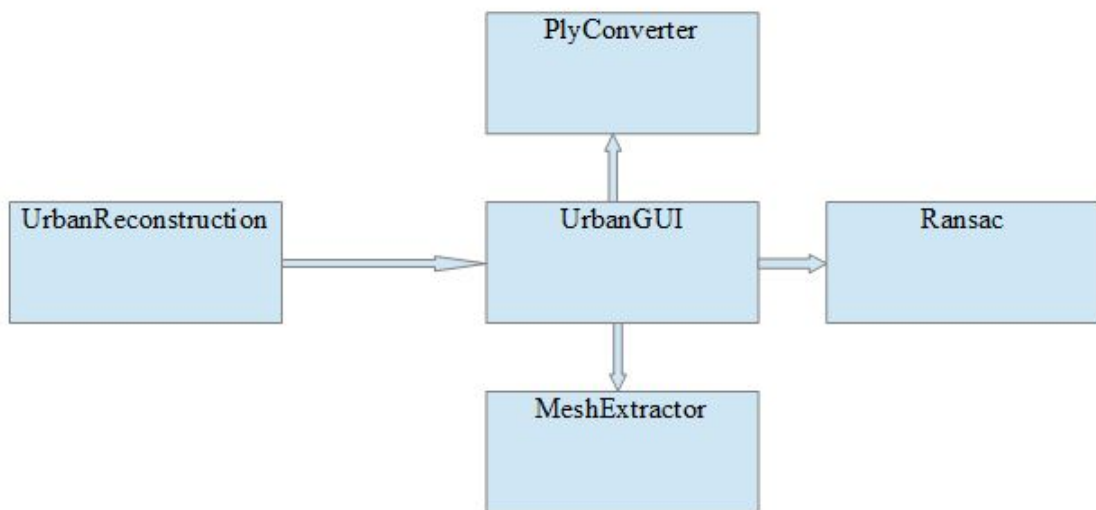 PlyConverter
UrbanReconstruction
UrbanGUI
Ransac
MeshExtractor